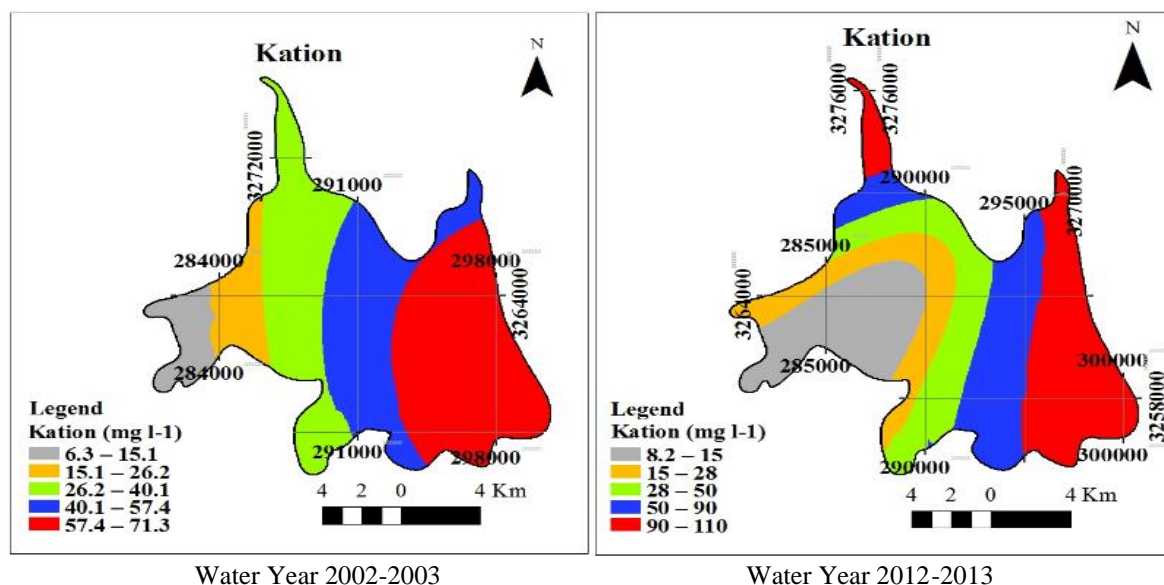 Kation
N
3272000
291000
284000
298000
3264000
284000
291000
298000
Legend
Kation (mg l-1)
6.3 – 15.1
15.1 – 26.2
26.2 – 40.1
40.1 – 57.4
57.4 – 71.3
4 2 0 4 Km
Water Year 2002-2003
Kation
N
3276000
3276000
290000
295000
3270000
285000
3264000
285000
300000
3258000
290000
300000
Legend
Kation (mg l-1)
8.2 – 15
15 – 28
28 – 50
50 – 90
90 – 110
4 2 0 4 Km
Water Year 2012-2013